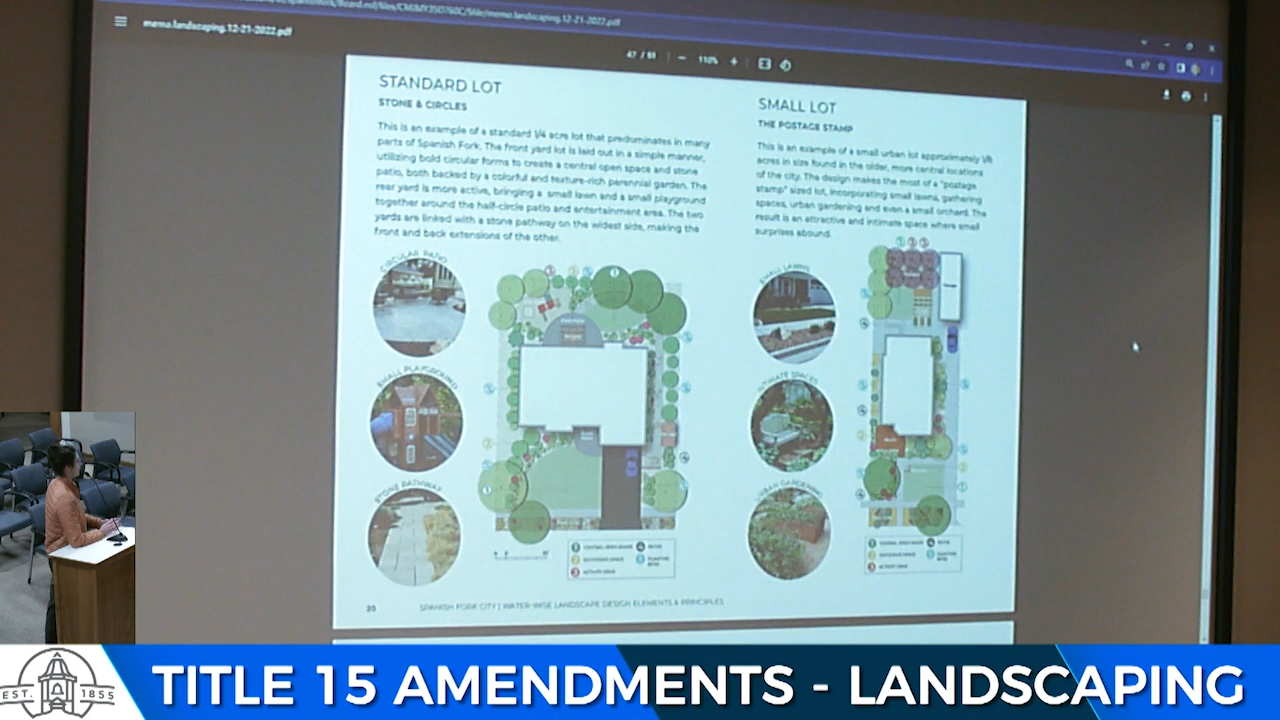 memo.landscaping.12-21-2022.pdf
47 / 51
110%
STANDARD LOT
STONE & CIRCLES
This is an example of a standard 1/4 acre lot that predominates in many
parts of Spanish Fork. The front yard lot is laid out in a simple manner,
utilizing bold circular forms to create a central open space and stone
patio, both backed by a colorful and texture-rich perennial garden. The
rear yard is more active, bringing a small lawn and a small playground
together around the half-circle patio and entertainment area. The two
yards are linked with a stone pathway on the widest side, making the
front and back extensions of the other.
CIRCULAR PATIO
SMALL PLAYGROUND
STONE PATHWAY
SMALL LOT
THE POSTAGE STAMP
This is an example of a small urban lot approximately 1/8
acres in size found in the older, more central locations
of the city. The design makes the most of a "postage
stamp" sized lot, incorporating small lawns, gathering
spaces, urban gardening and even a small orchard. The
result is an attractive and intimate space where small
surprises abound.
SMALL LAWNS
INTIMATE SPACES
URBAN GARDENING
20 SPANISH FORK CITY | WATER-WISE LANDSCAPE DESIGN ELEMENTS & PRINCIPLES
EST. 1855
TITLE 15 AMENDMENTS - LANDSCAPING